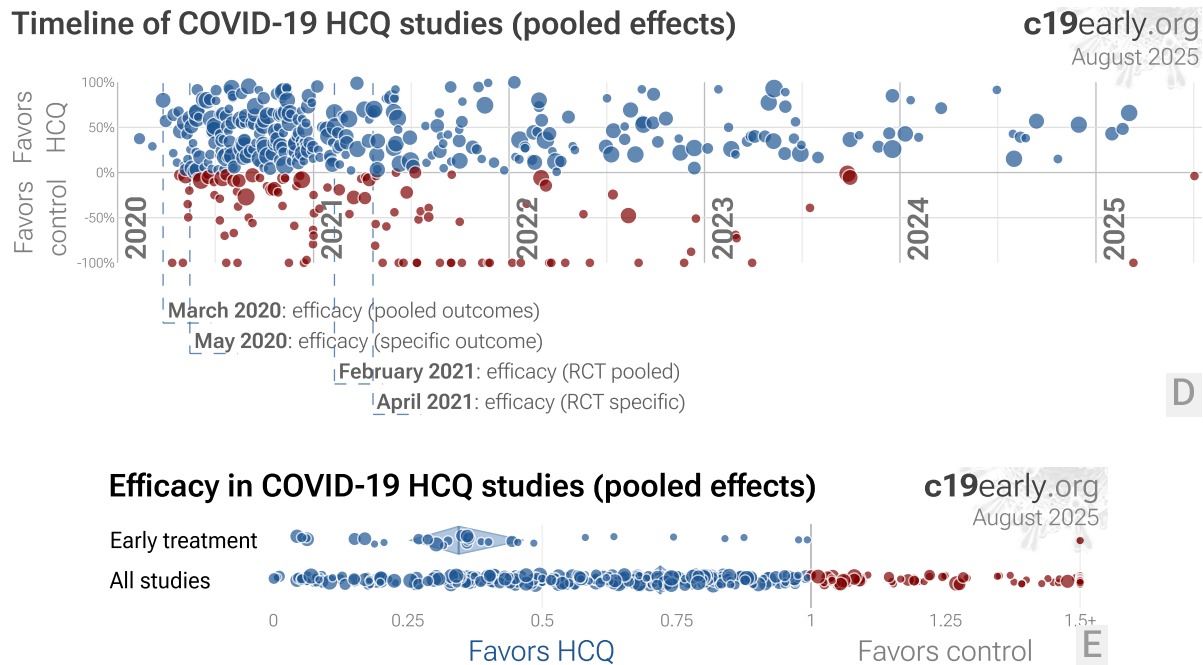 Timeline of COVID-19 HCQ studies (pooled effects)
c19early.org
August 2025
Favors HCQ
Favors control
100%
50%
0%
-50%
-100%
2020
2021
2022
2023
2024
2025
March 2020: efficacy (pooled outcomes)
May 2020: efficacy (specific outcome)
February 2021: efficacy (RCT pooled)
April 2021: efficacy (RCT specific)
D
Efficacy in COVID-19 HCQ studies (pooled effects)
c19early.org
August 2025
Early treatment
All studies
0 0.25 0.5 0.75 1 1.25 1.5+
Favors HCQ Favors control
E